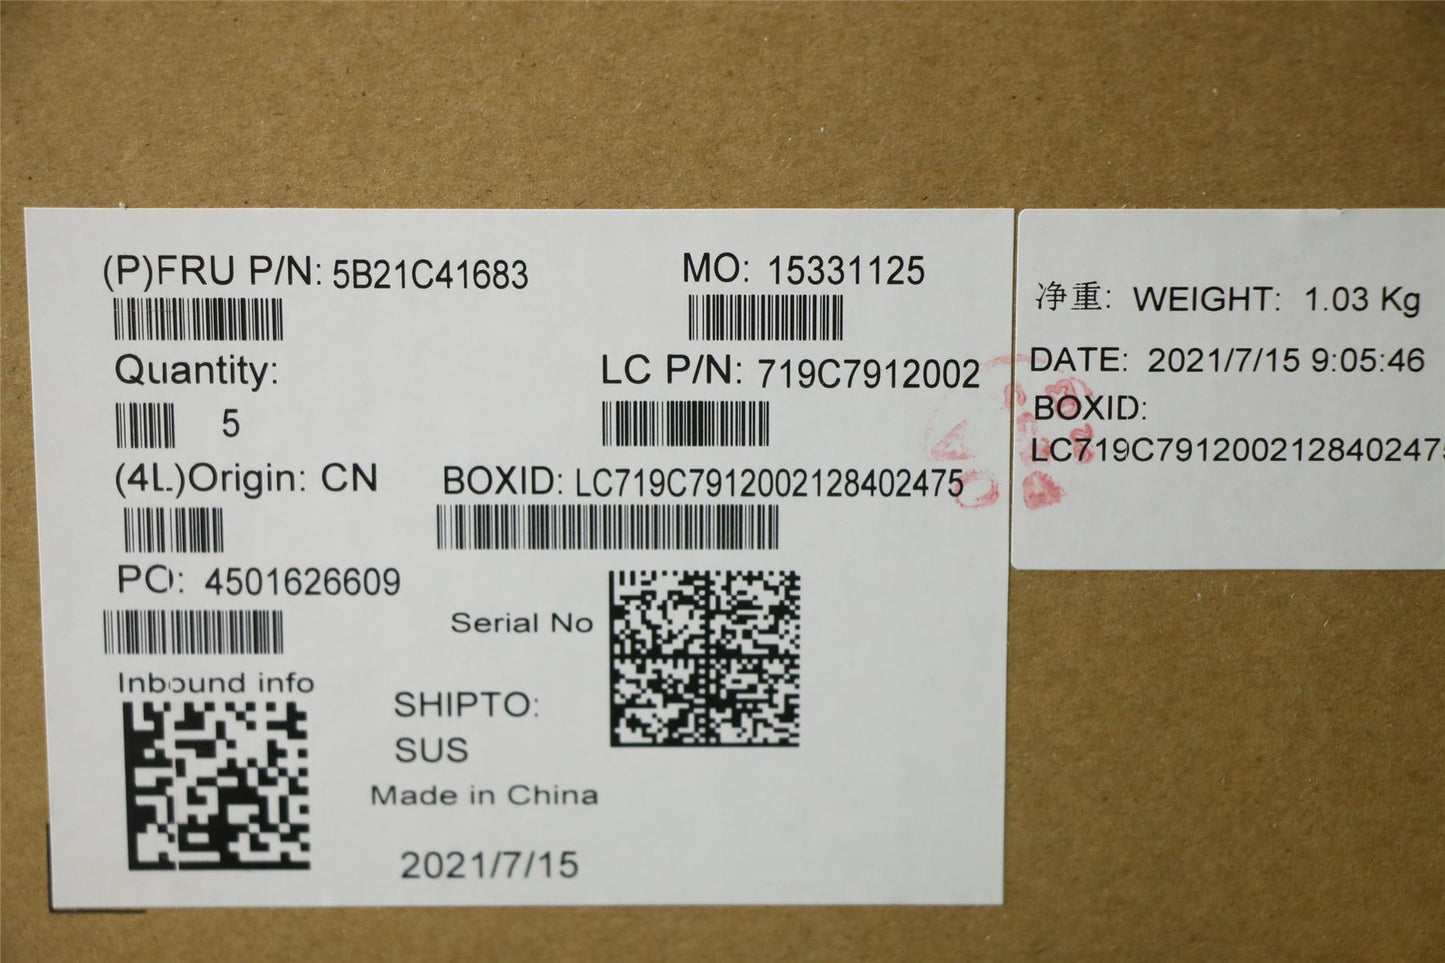 (P)FRU P/N: 5B21C41683
MO: 15331125
Quantity:
5
LC P/N: 719C7912002
(4L)Origin: CN
BOXID: LC719C7912002128402475
PO: 4501626609
Serial No
Inbound info
SHIPTO:
SUS
Made in China
2021/7/15
净重: WEIGHT: 1.03 Kg
DATE: 2021/7/15 9:05:46
BOXID:
LC719C7912002128402475